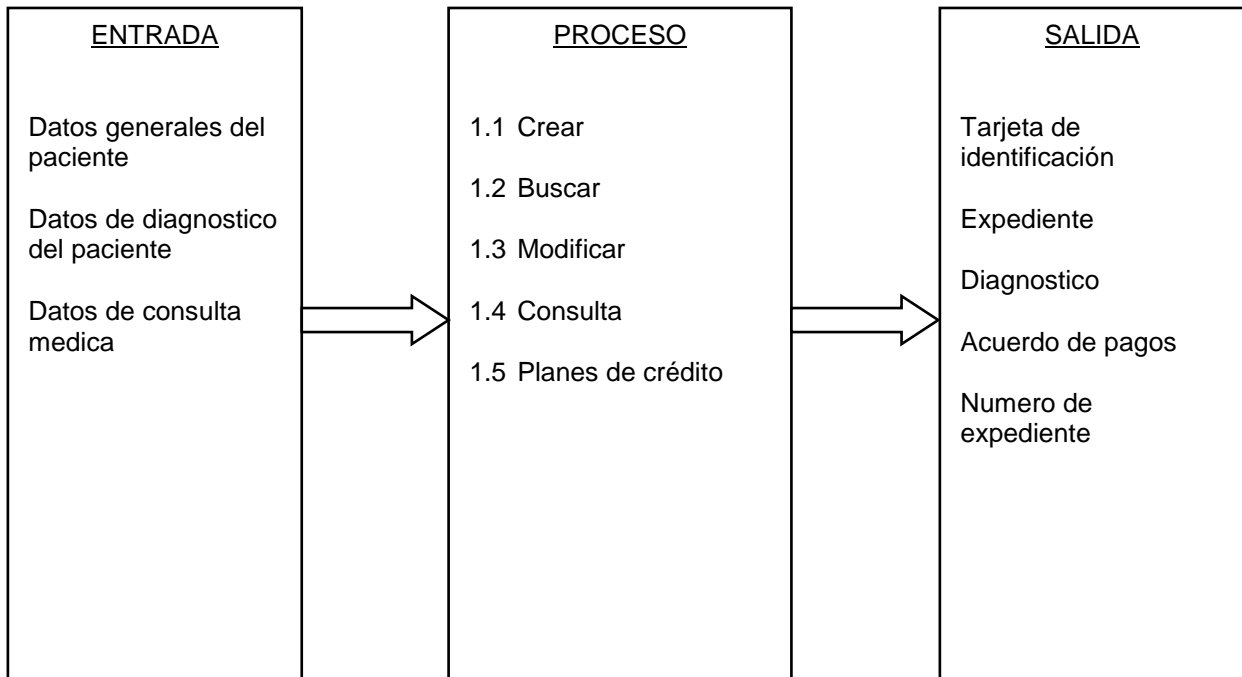 ENTRADA
Datos generales del
paciente
Datos de diagnostico
del paciente
Datos de consulta
medica
PROCESO
1.1 Crear
1.2 Buscar
1.3 Modificar
1.4 Consulta
1.5 Planes de crédito
SALIDA
Tarjeta de
identificación
Expediente
Diagnostico
Acuerdo de pagos
Numero de
expediente